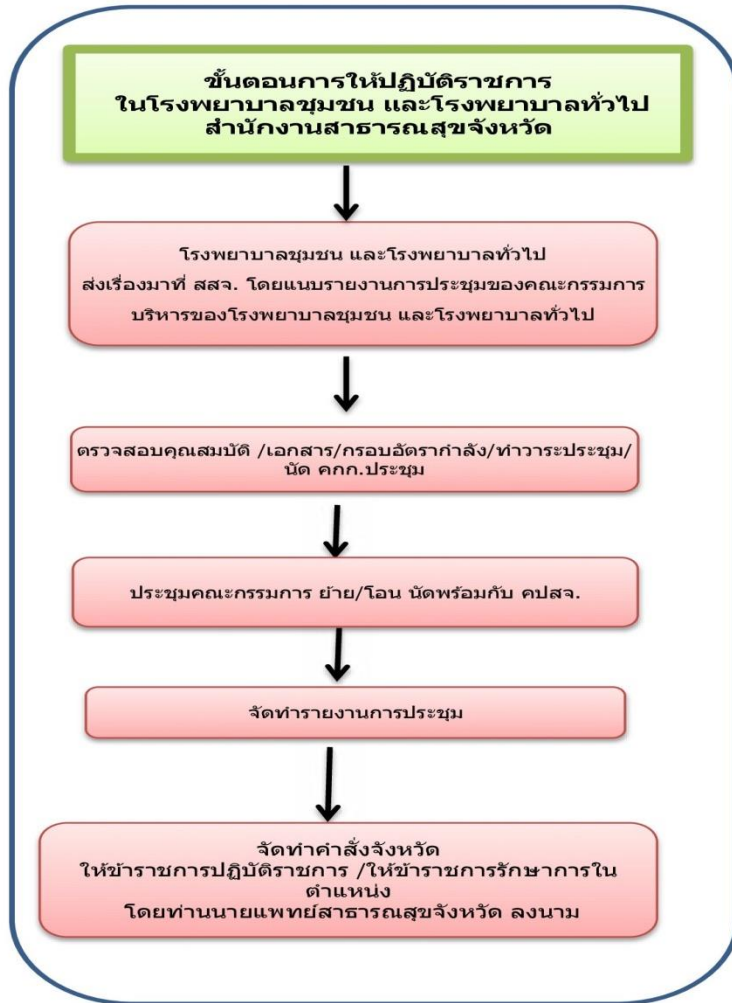 ขั้นตอนการให้ปฏิบัติราชการ
ในโรงพยาบาลชุมชน และโรงพยาบาลทั่วไป
สำนักงานสาธารณสุขจังหวัด
โรงพยาบาลชุมชน และโรงพยาบาลทั่วไป
ส่งเรื่องมาที่ สสจ. โดยแนบรายงานการประชุมของคณะกรรมการ
บริหารของโรงพยาบาลชุมชน และโรงพยาบาลทั่วไป
ตรวจสอบคุณสมบัติ /เอกสาร/กรอบอัตรากำลัง/ทำวาระประชุม/
นัด คกก.ประชุม
ประชุมคณะกรรมการ ย้าย/โอน นัดพร้อมกับ คปสจ.
จัดทำรายงานการประชุม
จัดทำคำสั่งจังหวัด
ให้ข้าราชการปฏิบัติราชการ /ให้ข้าราชการรักษาการใน
ตำแหน่ง
โดยท่านนายแพทย์สาธารณสุขจังหวัด ลงนาม